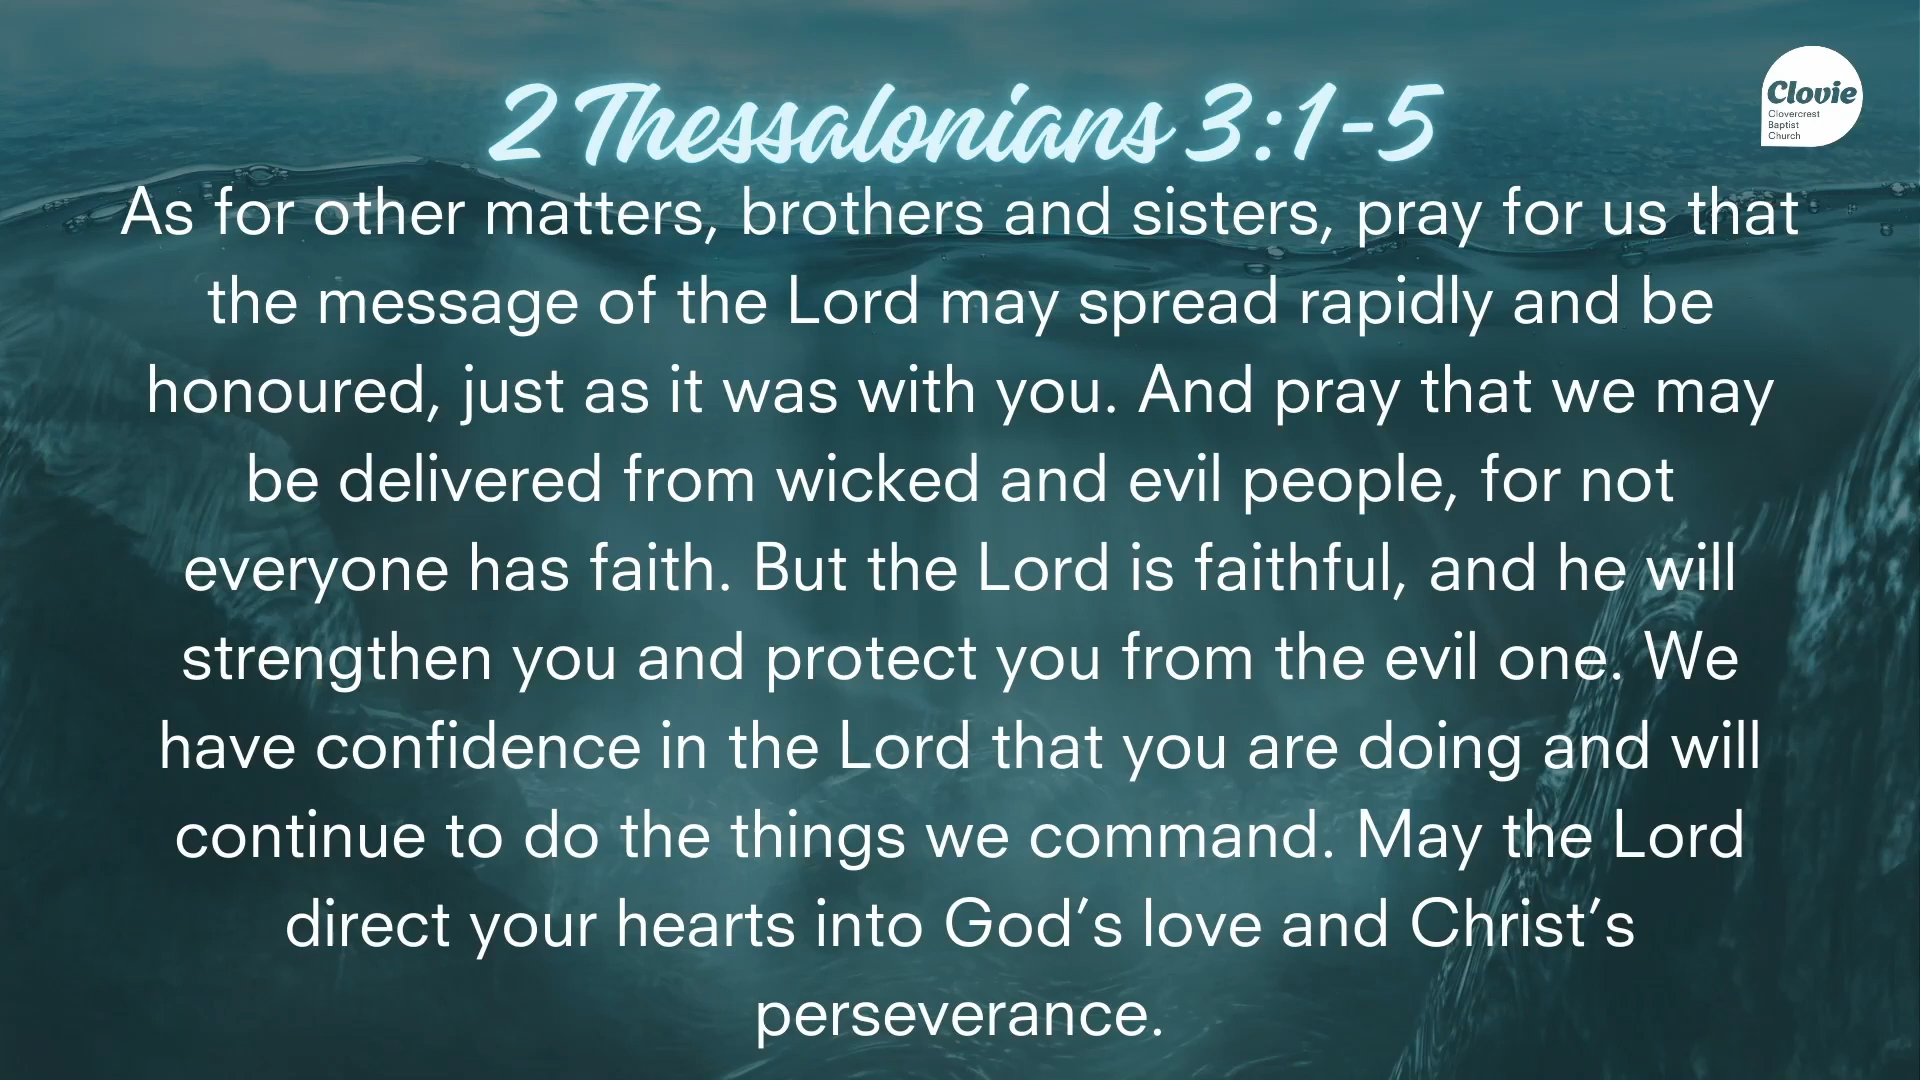 2 Thessalonians 3:1-5
Clovie
Clovercrest
Baptist
Church
As for other matters, brothers and sisters, pray for us that
the message of the Lord may spread rapidly and be
honoured, just as it was with you. And pray that we may
be delivered from wicked and evil people, for not
everyone has faith. But the Lord is faithful, and he will
strengthen you and protect you from the evil one. We
have confidence in the Lord that you are doing and will
continue to do the things we command. May the Lord
direct your hearts into God’s love and Christ’s
perseverance.